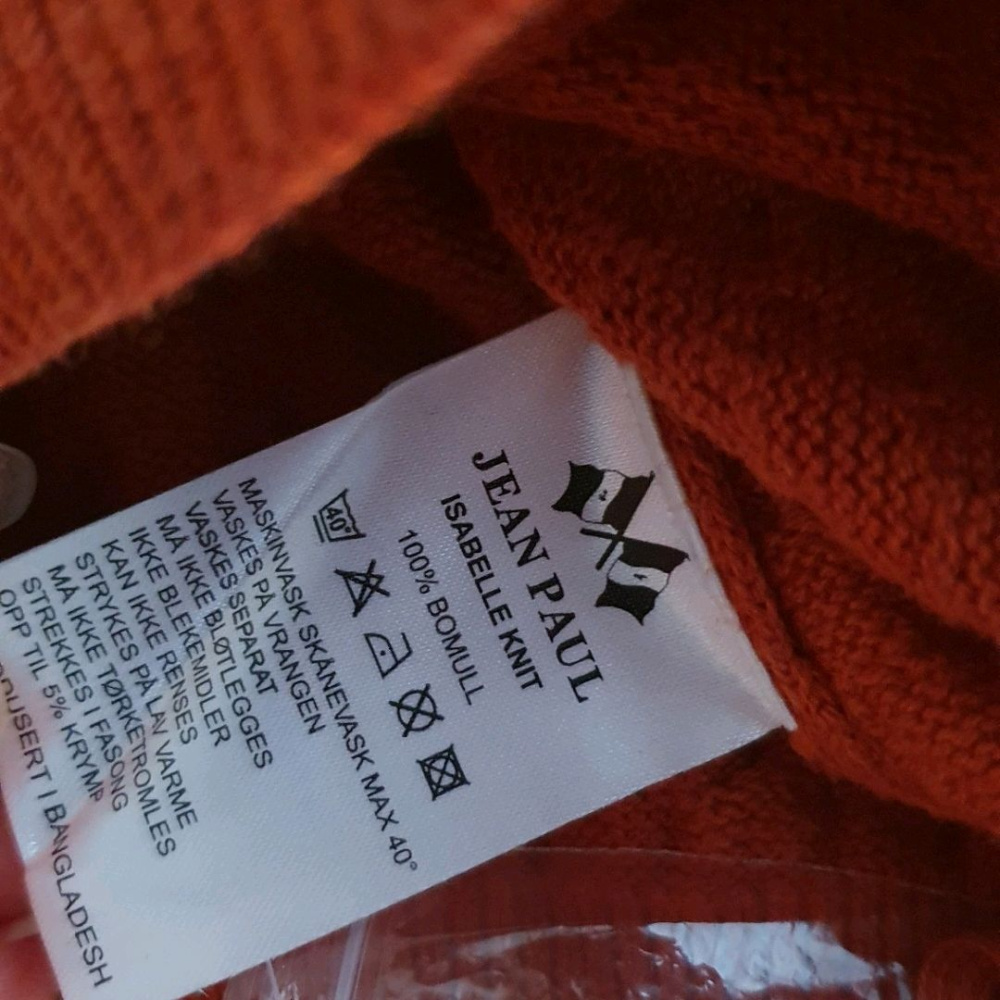 JEAN PAUL
ISABELLE KNIT
100% BOMULL
40°
MASKINVASK SKÅNEVASK MAX 40°
VASKES PÅ VRANGEN
VASKES SEPARAT
MÅ IKKE BLØTLEGGES
IKKE BLEKEMIDLER
KAN IKKE RENSES
STRYKES PÅ LAV VARME
MÅ IKKE TØRKETROMLES
STREKKES I FASONG
OPP TIL 5% KRYMP
I BANGLADESH